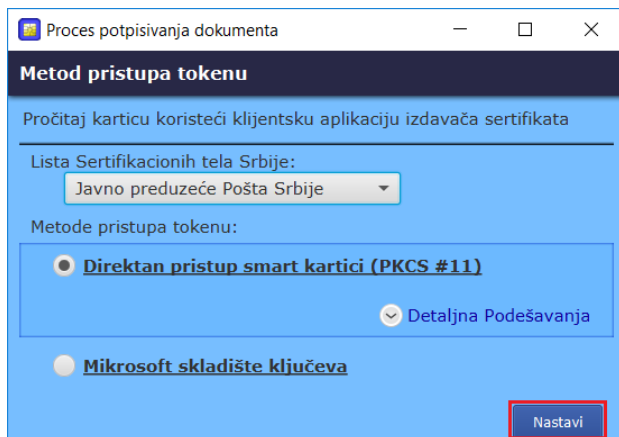 Proces potpisivanja dokumenta
Metod pristupa tokenu
Pročitaj karticu koristeći klijentsku aplikaciju izdavača sertifikata
Lista Sertifikacionih tela Srbije:
Javno preduzeće Pošta Srbije
Metode pristupa tokenu:
Direktan pristup smart kartici (PKCS #11)
Detaljna Podešavanja
Mikrosoft skladište ključeva
Nastavi